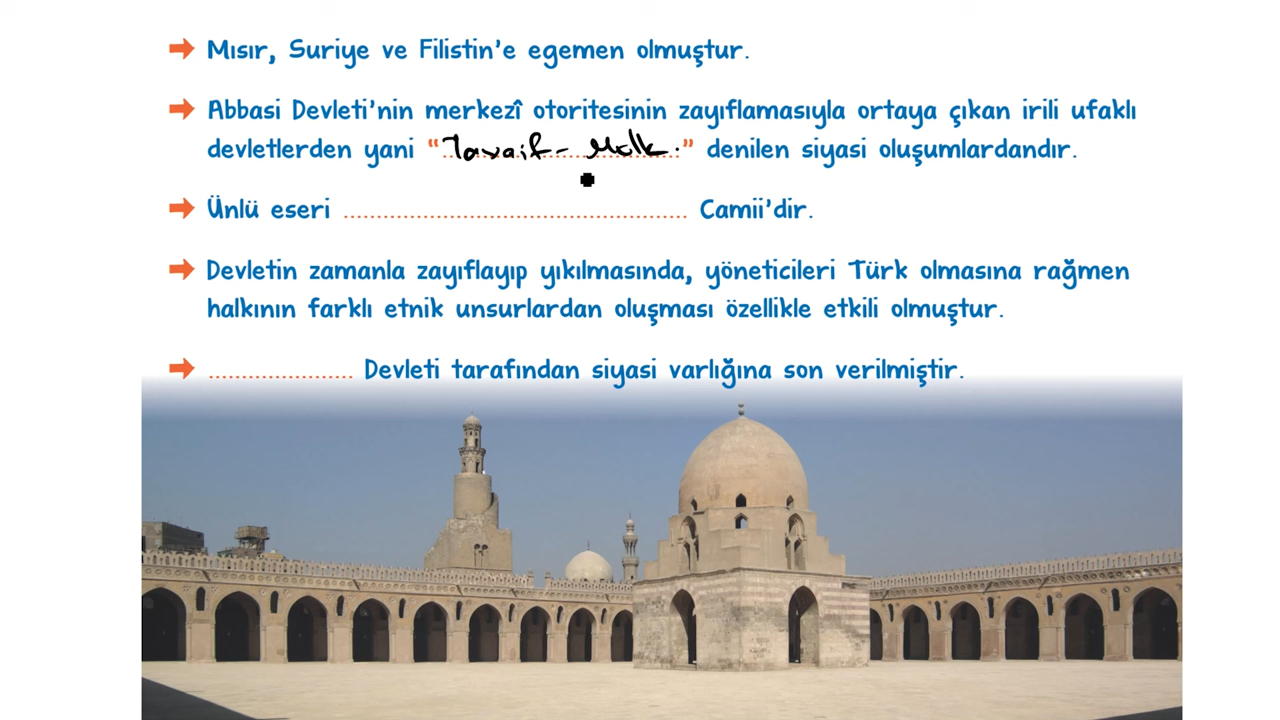 Mısır, Suriye ve Filistin'e egemen olmuştur.
Abbasi Devleti'nin merkezî otoritesinin zayıflamasıyla ortaya çıkan irili ufaklı
devletlerden yani "Tavaif-Mülk." denilen siyasi oluşumlardandır.
Ünlü eseri ................................................... Camii'dir.
Devletin zamanla zayıflayıp yıkılmasında, yöneticileri Türk olmasına rağmen
halkının farklı etnik unsurlardan oluşması özellikle etkili olmuştur.
...................... Devleti tarafından siyasi varlığına son verilmiştir.